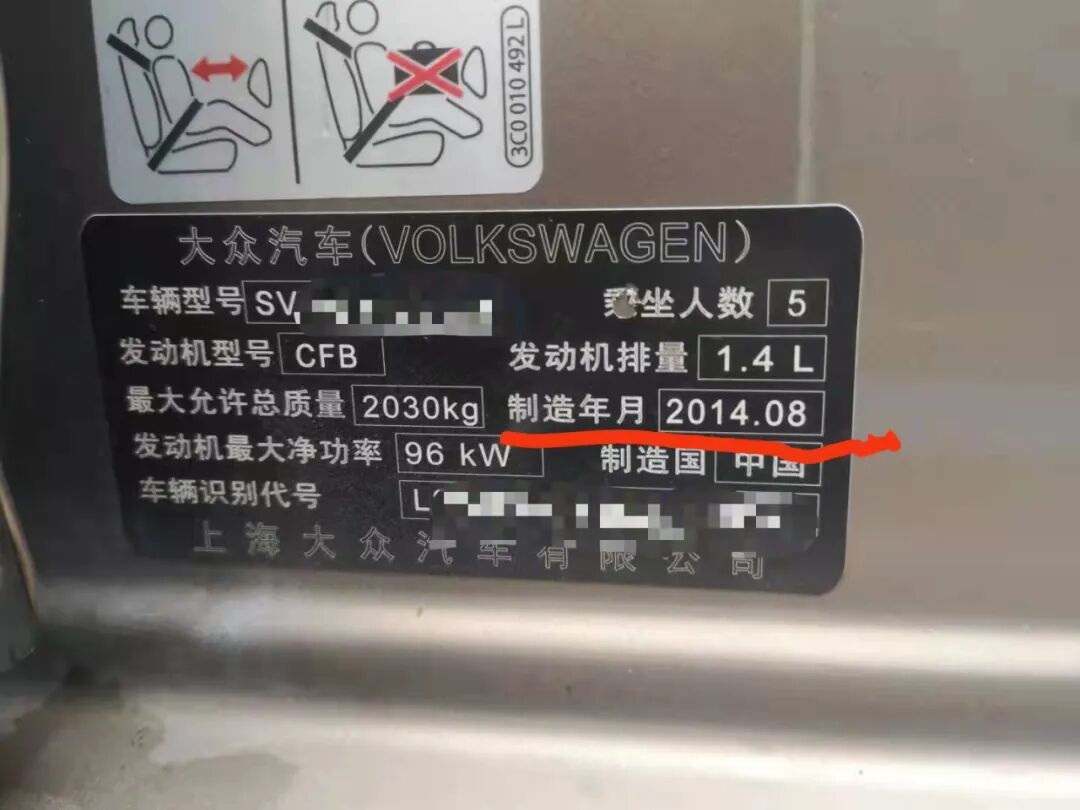 3C0 010 492 L
大众汽车(VOLKSWAGEN)
车辆型号 SV 乘坐人数 5
发动机型号 CFB 发动机排量 1.4 L
最大允许总质量 2030kg 制造年月 2014.08
发动机最大净功率 96 kW 制造国 中国
车辆识别代号 L
上海大众汽车有限公司